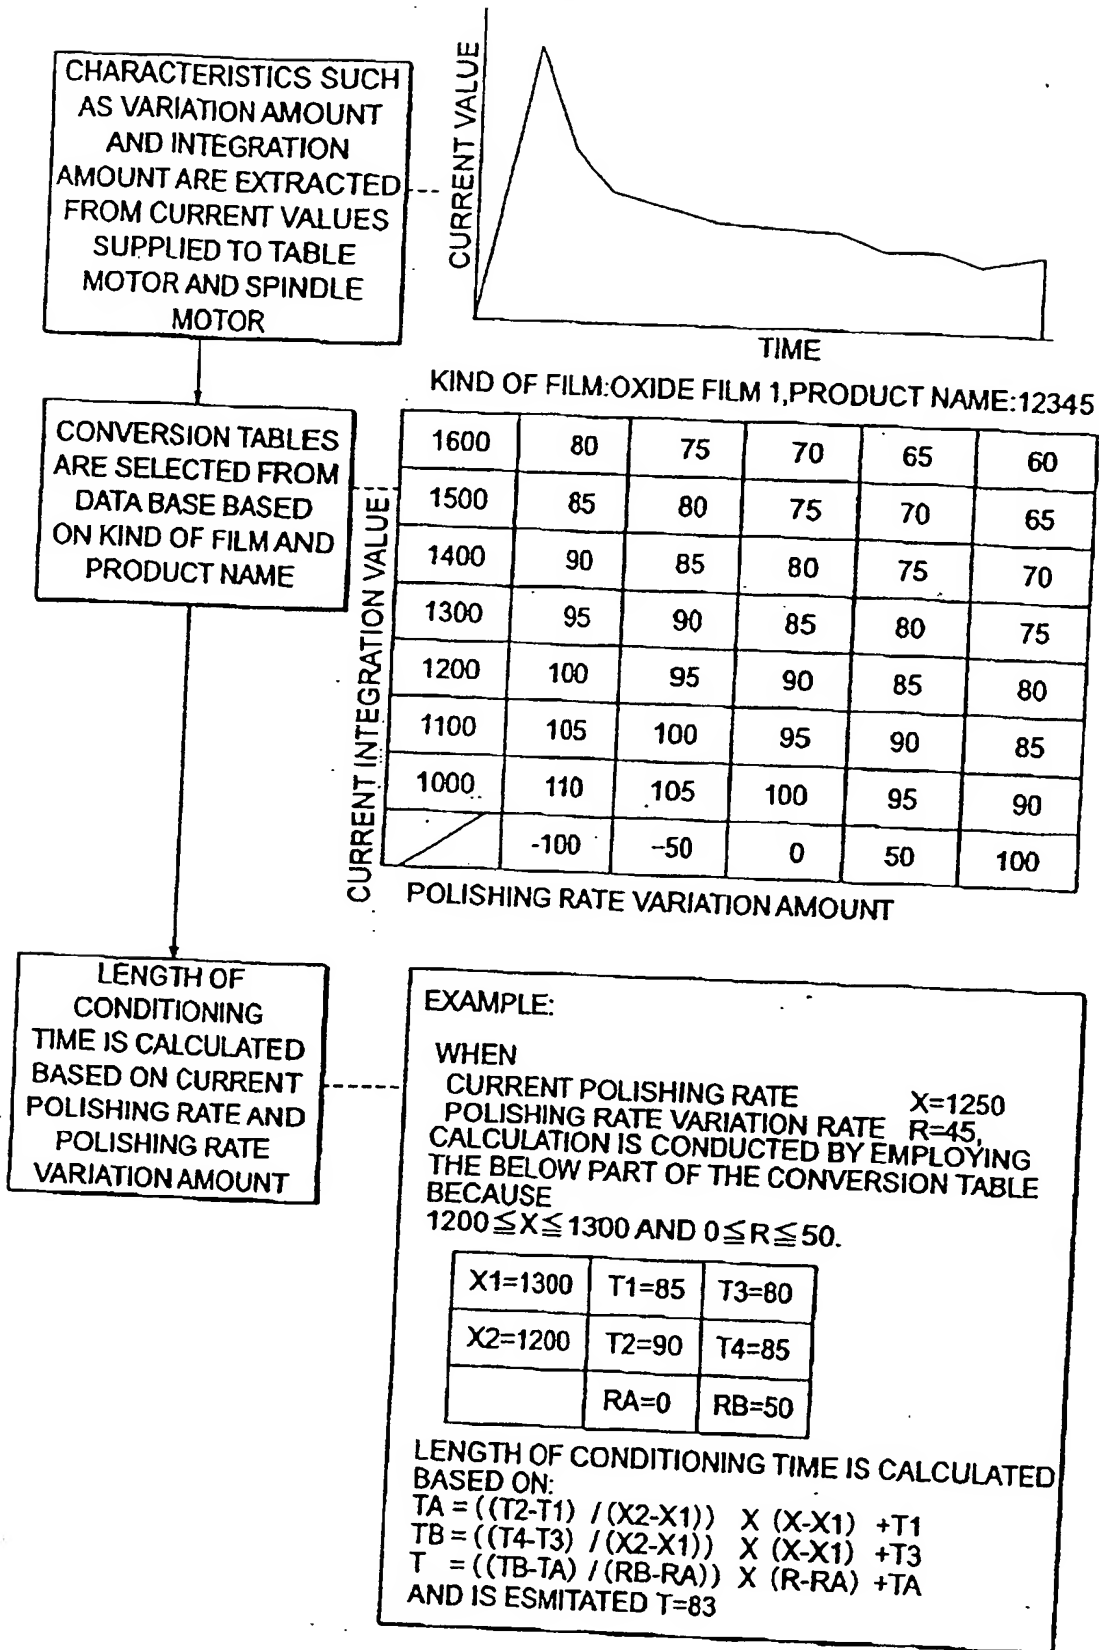 CHARACTERISTICS SUCH
AS VARIATION AMOUNT
AND INTEGRATION
AMOUNT ARE EXTRACTED
FROM CURRENT VALUES
SUPPLIED TO TABLE
MOTOR AND SPINDLE
MOTOR
CURRENT VALUE
TIME
CONVERSION TABLES
ARE SELECTED FROM
DATA BASE BASED
ON KIND OF FILM AND
PRODUCT NAME
KIND OF FILM:OXIDE FILM 1,PRODUCT NAME:12345
CURRENT INTEGRATION VALUE
1600 80 75 70 65 60
1500 85 80 75 70 65
1400 90 85 80 75 70
1300 95 90 85 80 75
1200 100 95 90 85 80
1100 105 100 95 90 85
1000 110 105 100 95 90
-100 -50 0 50 100
POLISHING RATE VARIATION AMOUNT
LENGTH OF
CONDITIONING
TIME IS CALCULATED
BASED ON CURRENT
POLISHING RATE AND
POLISHING RATE
VARIATION AMOUNT
EXAMPLE:
WHEN
CURRENT POLISHING RATE X=1250
POLISHING RATE VARIATION RATE R=45,
CALCULATION IS CONDUCTED BY EMPLOYING
THE BELOW PART OF THE CONVERSION TABLE
BECAUSE
1200≦X≦1300 AND 0≦R≦50.
X1=1300 T1=85 T3=80
X2=1200 T2=90 T4=85
RA=0 RB=50
LENGTH OF CONDITIONING TIME IS CALCULATED
BASED ON:
TA = ((T2-T1) /(X2-X1)) X (X-X1) +T1
TB = ((T4-T3) /(X2-X1)) X (X-X1) +T3
T = ((TB-TA) /(RB-RA)) X (R-RA) +TA
AND IS ESMITATED T=83